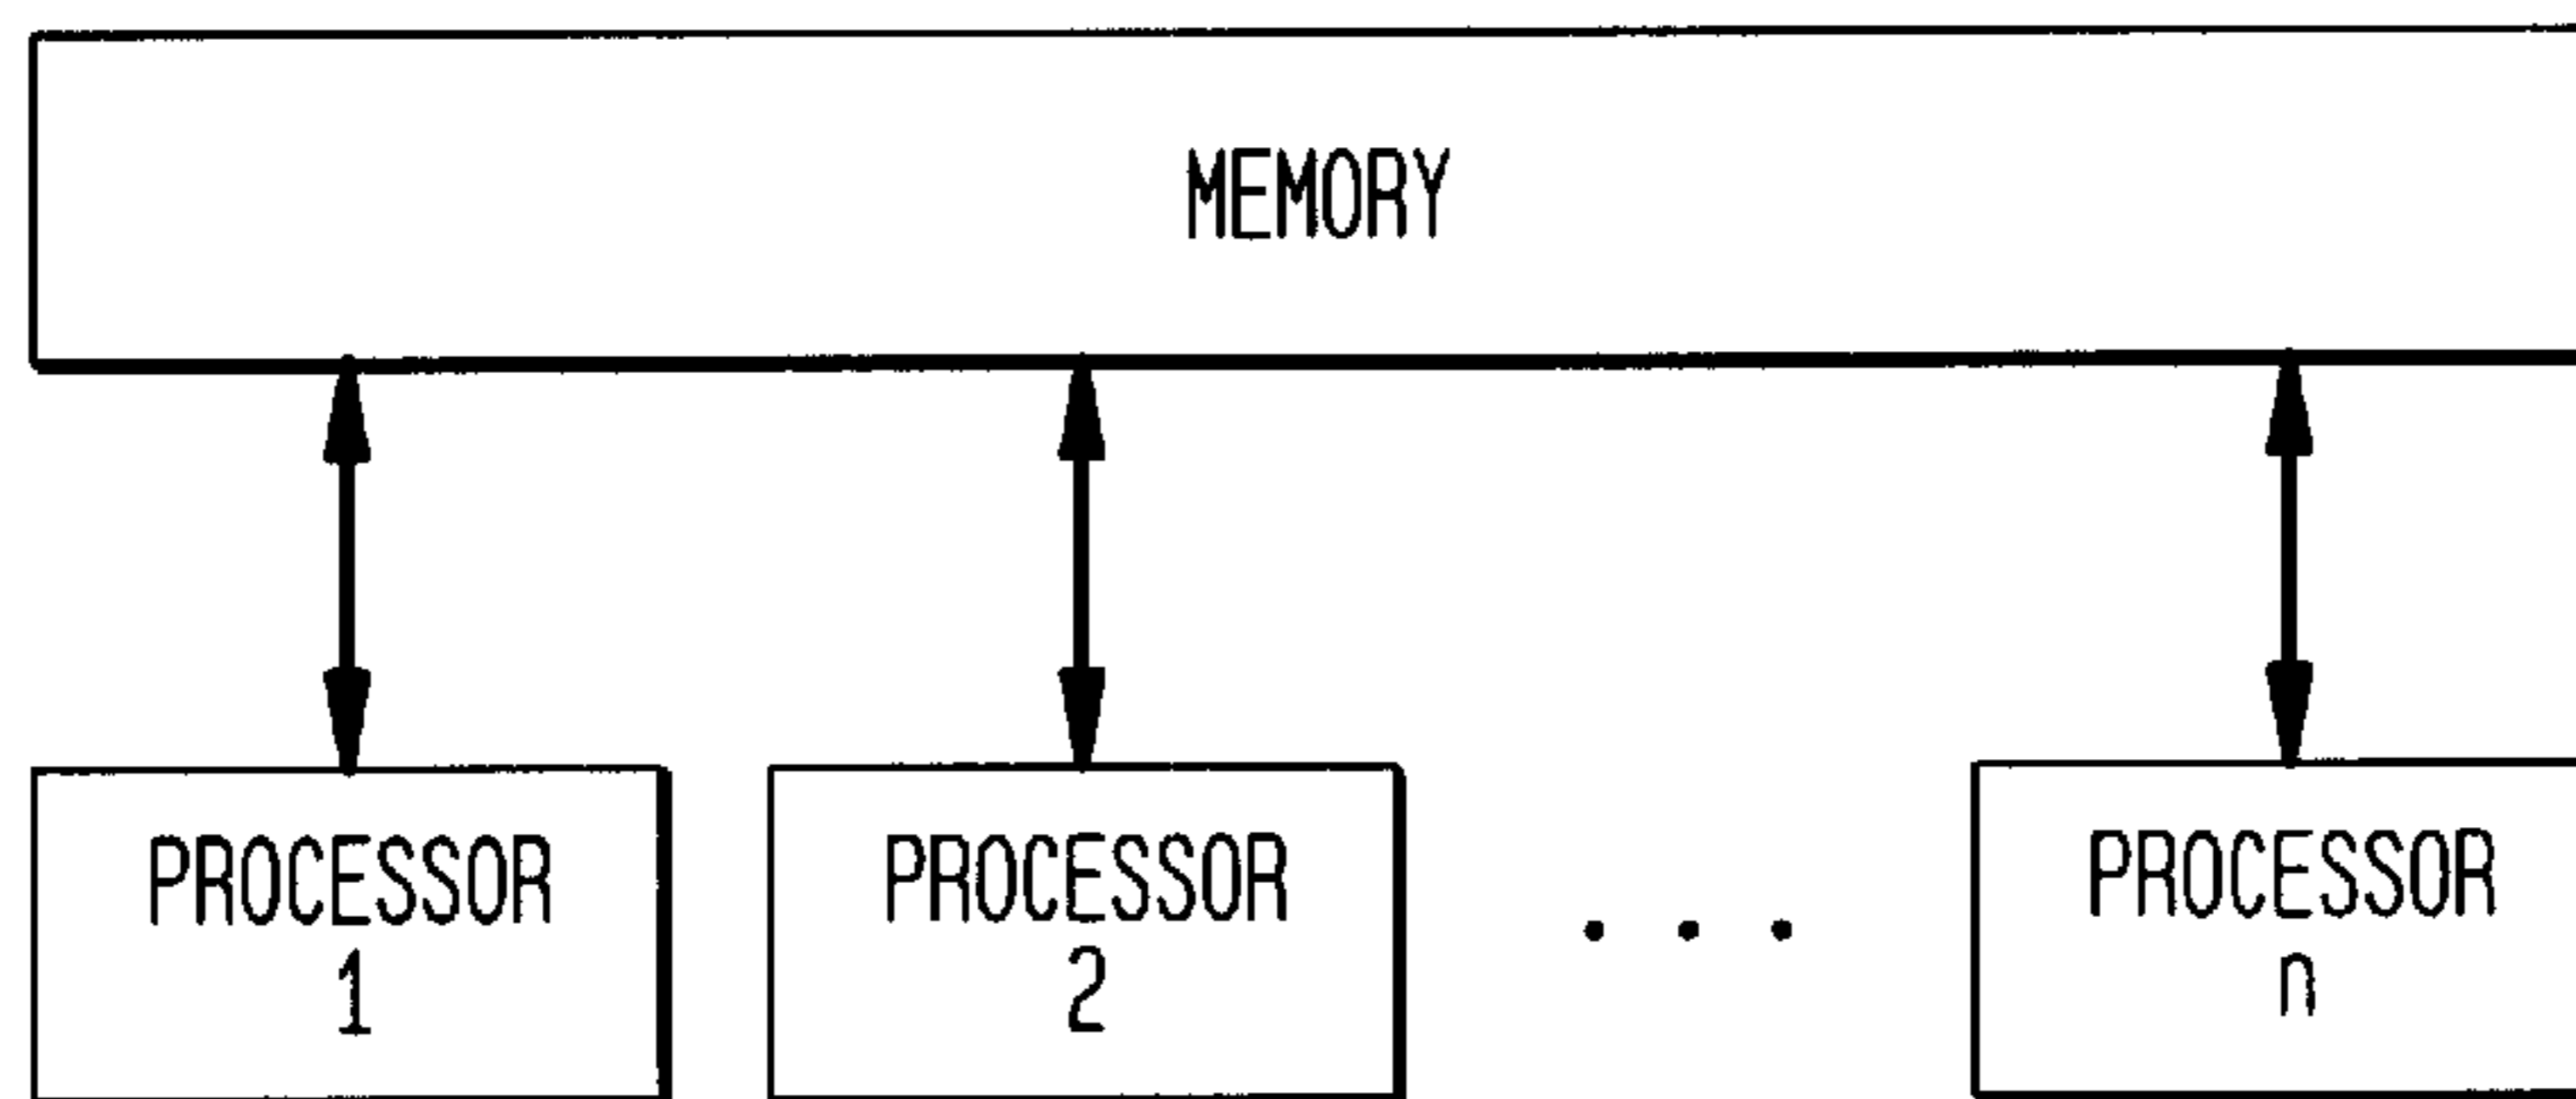 MEMORY
PROCESSOR
1
PROCESSOR
2
. . .
PROCESSOR
n